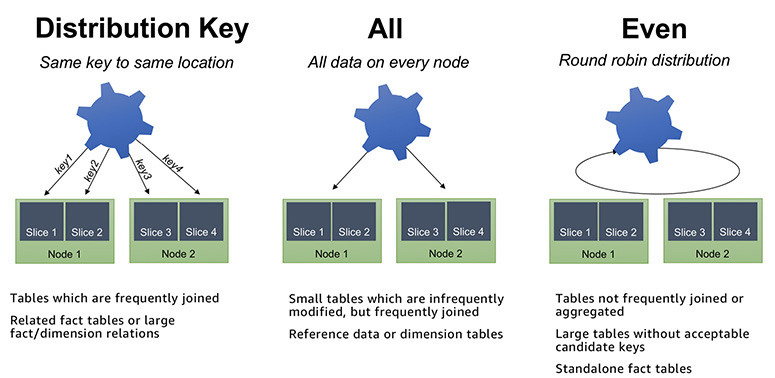 Distribution Key
Same key to same location
key1
key2
key3
key4
Slice 1
Slice 2
Node 1
Slice 3
Slice 4
Node 2
Tables which are frequently joined
Related fact tables or large
fact/dimension relations
All
All data on every node
Slice 1
Slice 2
Node 1
Slice 3
Slice 4
Node 2
Small tables which are infrequently
modified, but frequently joined
Reference data or dimension tables
Even
Round robin distribution
Slice 1
Slice 2
Node 1
Slice 3
Slice 4
Node 2
Tables not frequently joined or
aggregated
Large tables without acceptable
candidate keys
Standalone fact tables